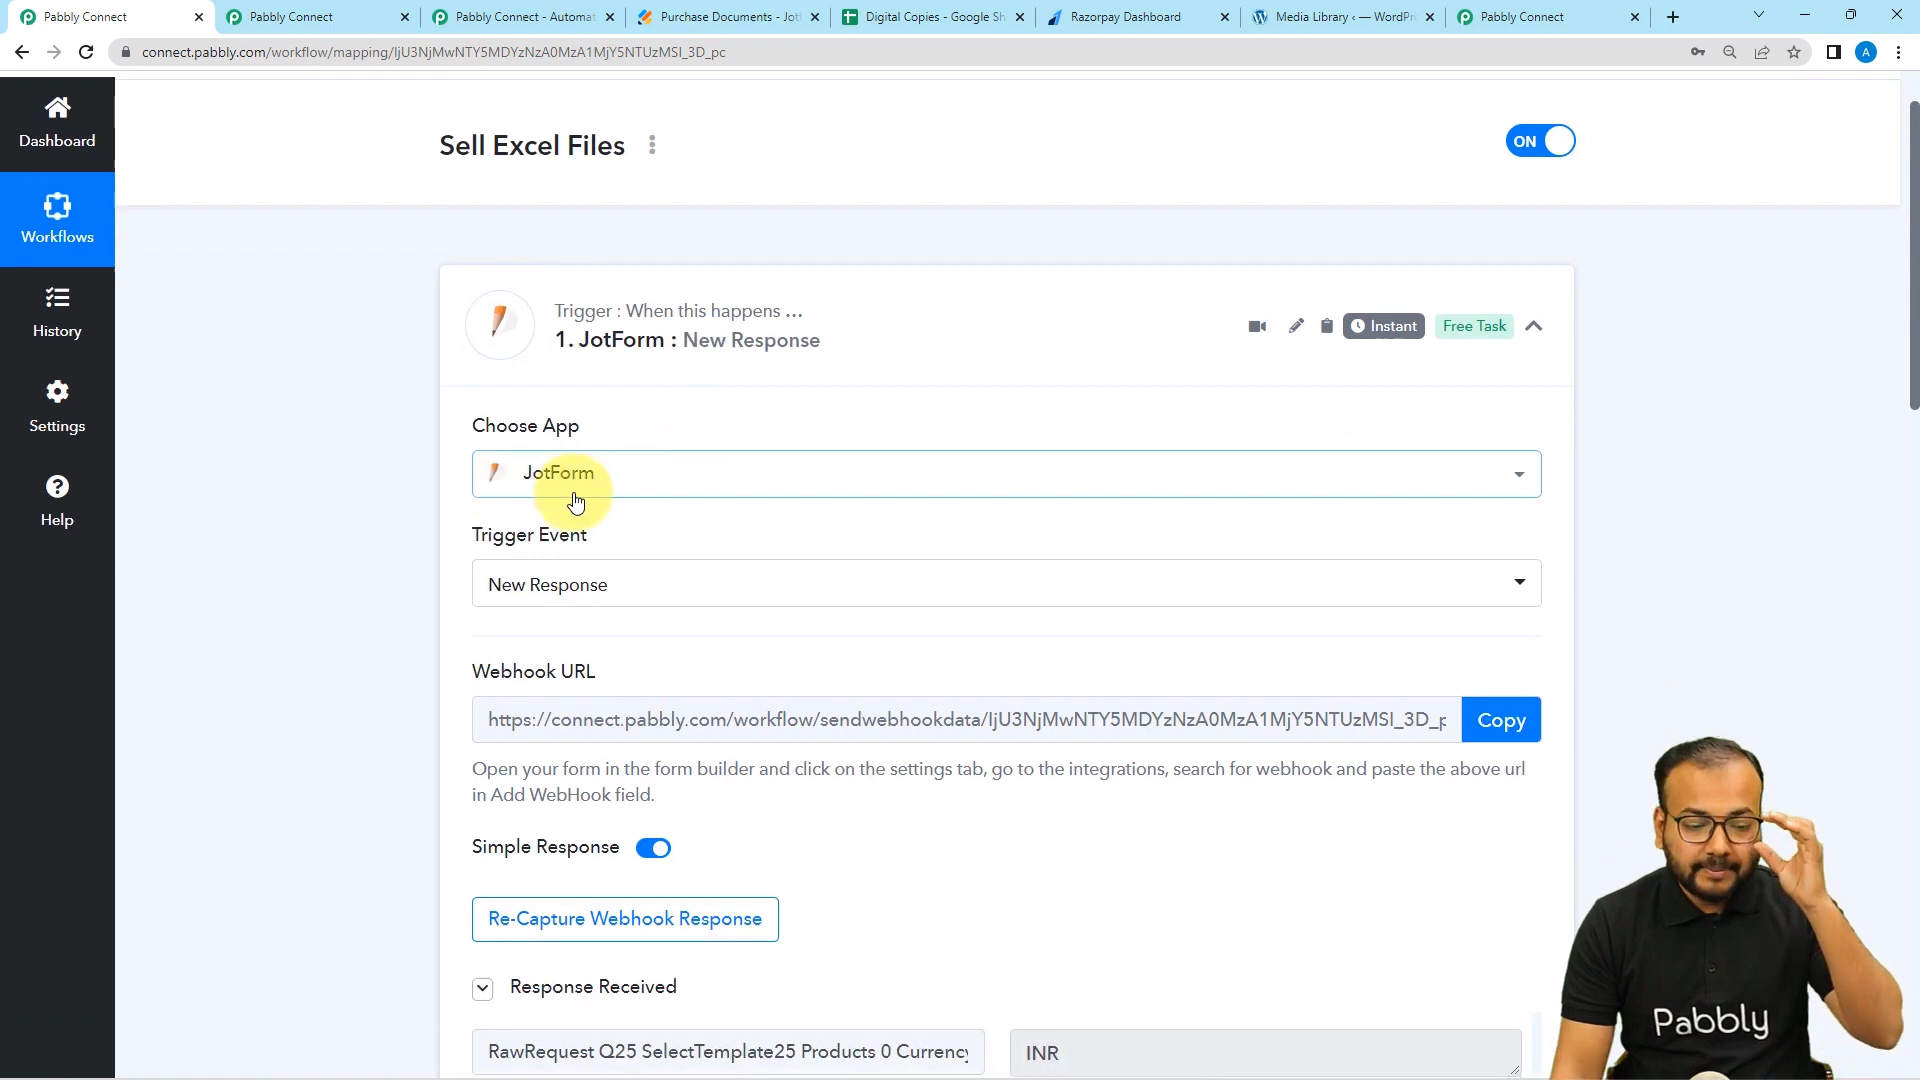 Pabbly Connect
Pabbly Connect
Pabbly Connect - Automat
Purchase Documents - Jotf
Digital Copies - Google Sh
Razorpay Dashboard
Media Library ‹ — WordPre
Pabbly Connect
connect.pabbly.com/workflow/mapping/IjU3NjMwNTY5MDYzNzA0MzA1MjY5NTUzMSI_3D_pc
A
Dashboard
Workflows
History
Settings
Help
Sell Excel Files
ON
Trigger : When this happens ...
1. JotForm : New Response
Instant
Free Task
Choose App
JotForm
Trigger Event
New Response
Webhook URL
https://connect.pabbly.com/workflow/sendwebhookdata/IjU3NjMwNTY5MDYzNzA0MzA1MjY5NTUzMSI_3D_p
Copy
Open your form in the form builder and click on the settings tab, go to the integrations, search for webhook and paste the above url
in Add WebHook field.
Simple Response
Re-Capture Webhook Response
Response Received
RawRequest Q25 SelectTemplate25 Products 0 Currency
INR
Pabbly